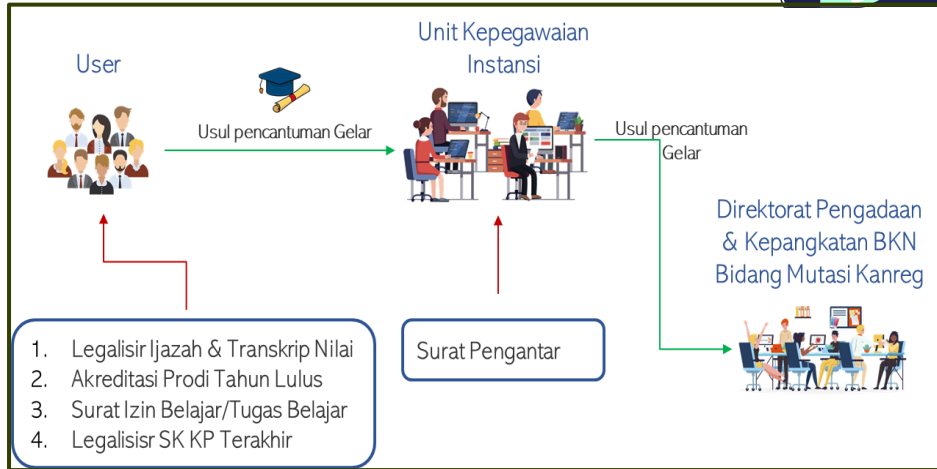 User
Unit Kepegawaian
Instansi
Usul pencantuman Gelar
Usul pencantuman
Gelar
Direktorat Pengadaan
& Kepangkatan BKN
Bidang Mutasi Kanreg
1. Legalisir Ijazah & Transkrip Nilai
2. Akreditasi Prodi Tahun Lulus
3. Surat Izin Belajar/Tugas Belajar
4. Legalisisr SK KP Terakhir
Surat Pengantar